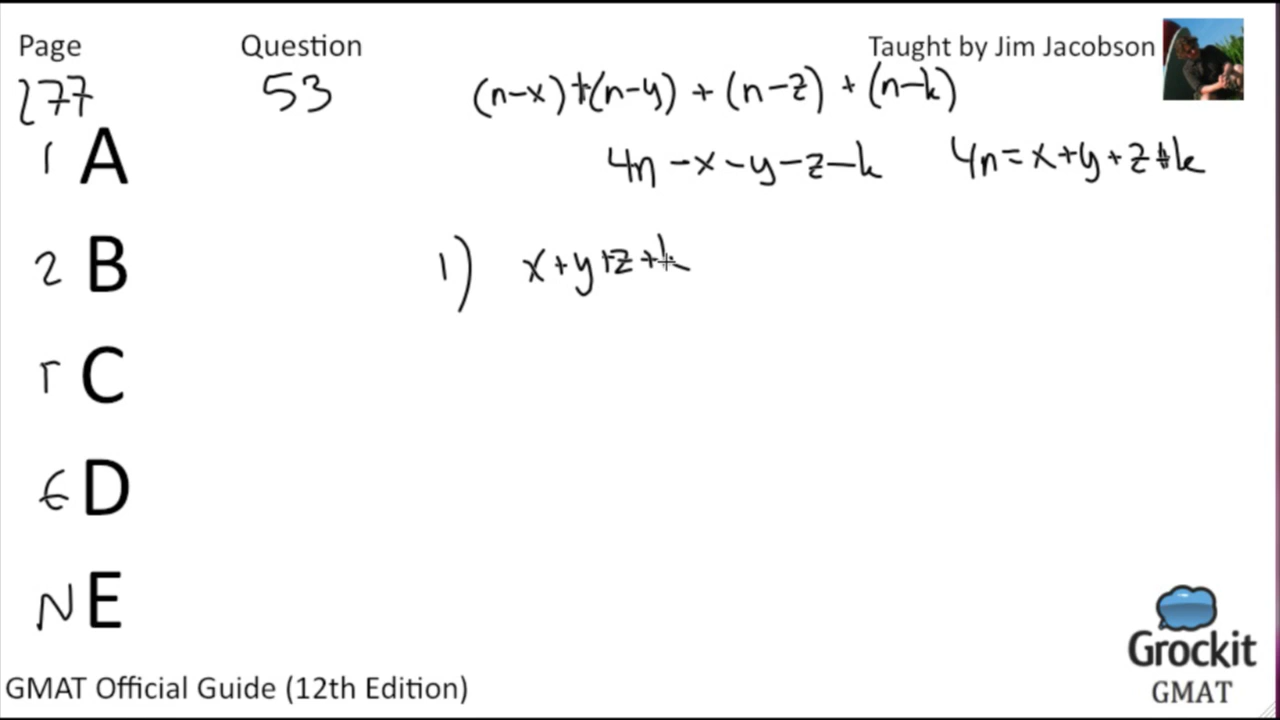 Page
Question
Taught by Jim Jacobson
277
53
(n-x)+(n-y) + (n-z) + (n-k)
1 A
4n -x-y-z-k
4n=x+y+z+k
2 B
1) x+y+z+k
T C
E D
N E
Grockit
GMAT
GMAT Official Guide (12th Edition)